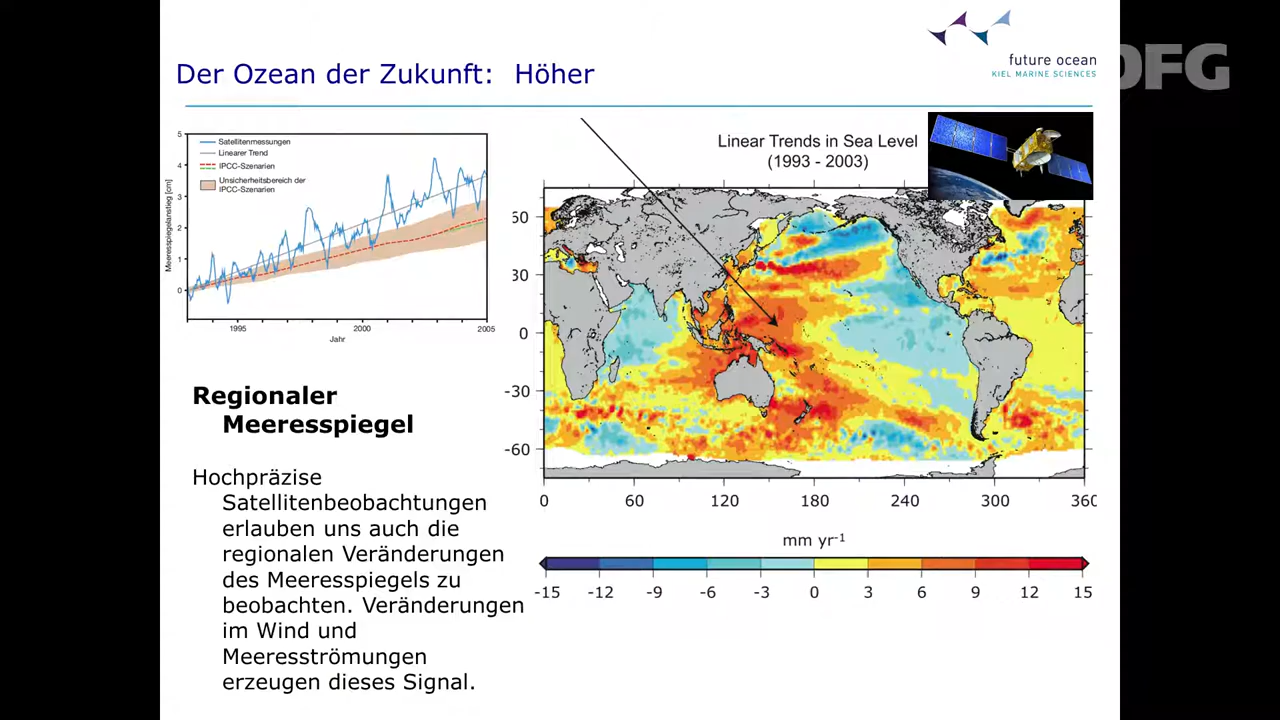 future ocean
KIEL MARINE SCIENCES
DFG
Der Ozean der Zukunft: Höher
5
4
3
2
1
0
Meeresspiegelanstieg [cm]
Satellitenmessungen
Linearer Trend
IPCC-Szenarien
Unsicherheitsbereich der
IPCC-Szenarien
1995
2000
2005
Jahr
Linear Trends in Sea Level
(1993 - 2003)
50
30
0
-30
-60
0
60
120
180
240
300
360
mm yr-1
-15
-12
-9
-6
-3
0
3
6
9
12
15
Regionaler
Meeresspiegel
Hochpräzise
Satellitenbeobachtungen
erlauben uns auch die
regionalen Veränderungen
des Meeresspiegels zu
beobachten. Veränderungen
im Wind und
Meeresströmungen
erzeugen dieses Signal.